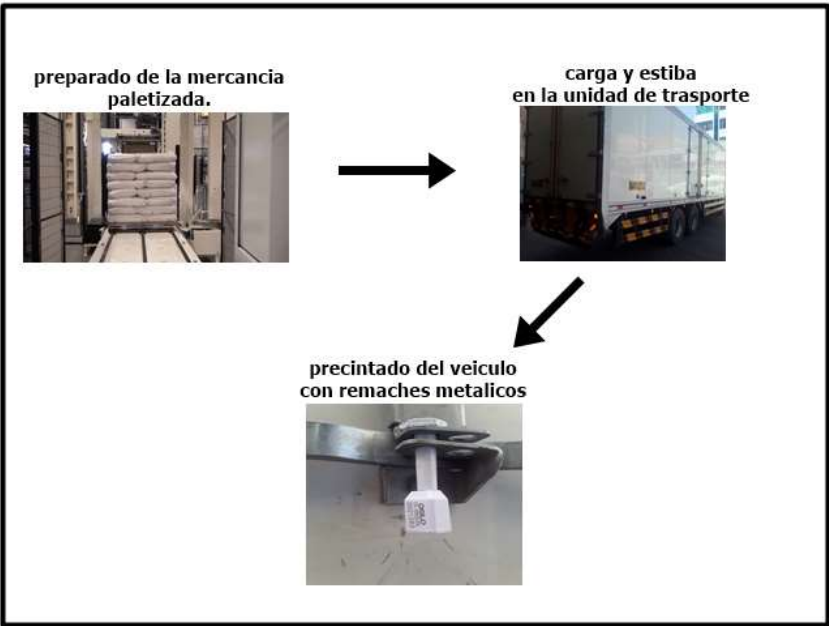 preparado de la mercancia
paletizada.
carga y estiba
en la unidad de trasporte
precintado del veiculo
con remaches metalicos